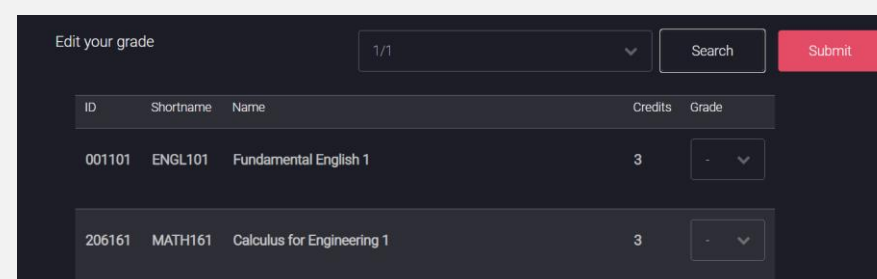 Edit your grade 1/1 Search Submit
ID Shortname Name Credits Grade
001101 ENGL101 Fundamental English 1 3 -
206161 MATH161 Calculus for Engineering 1 3 -